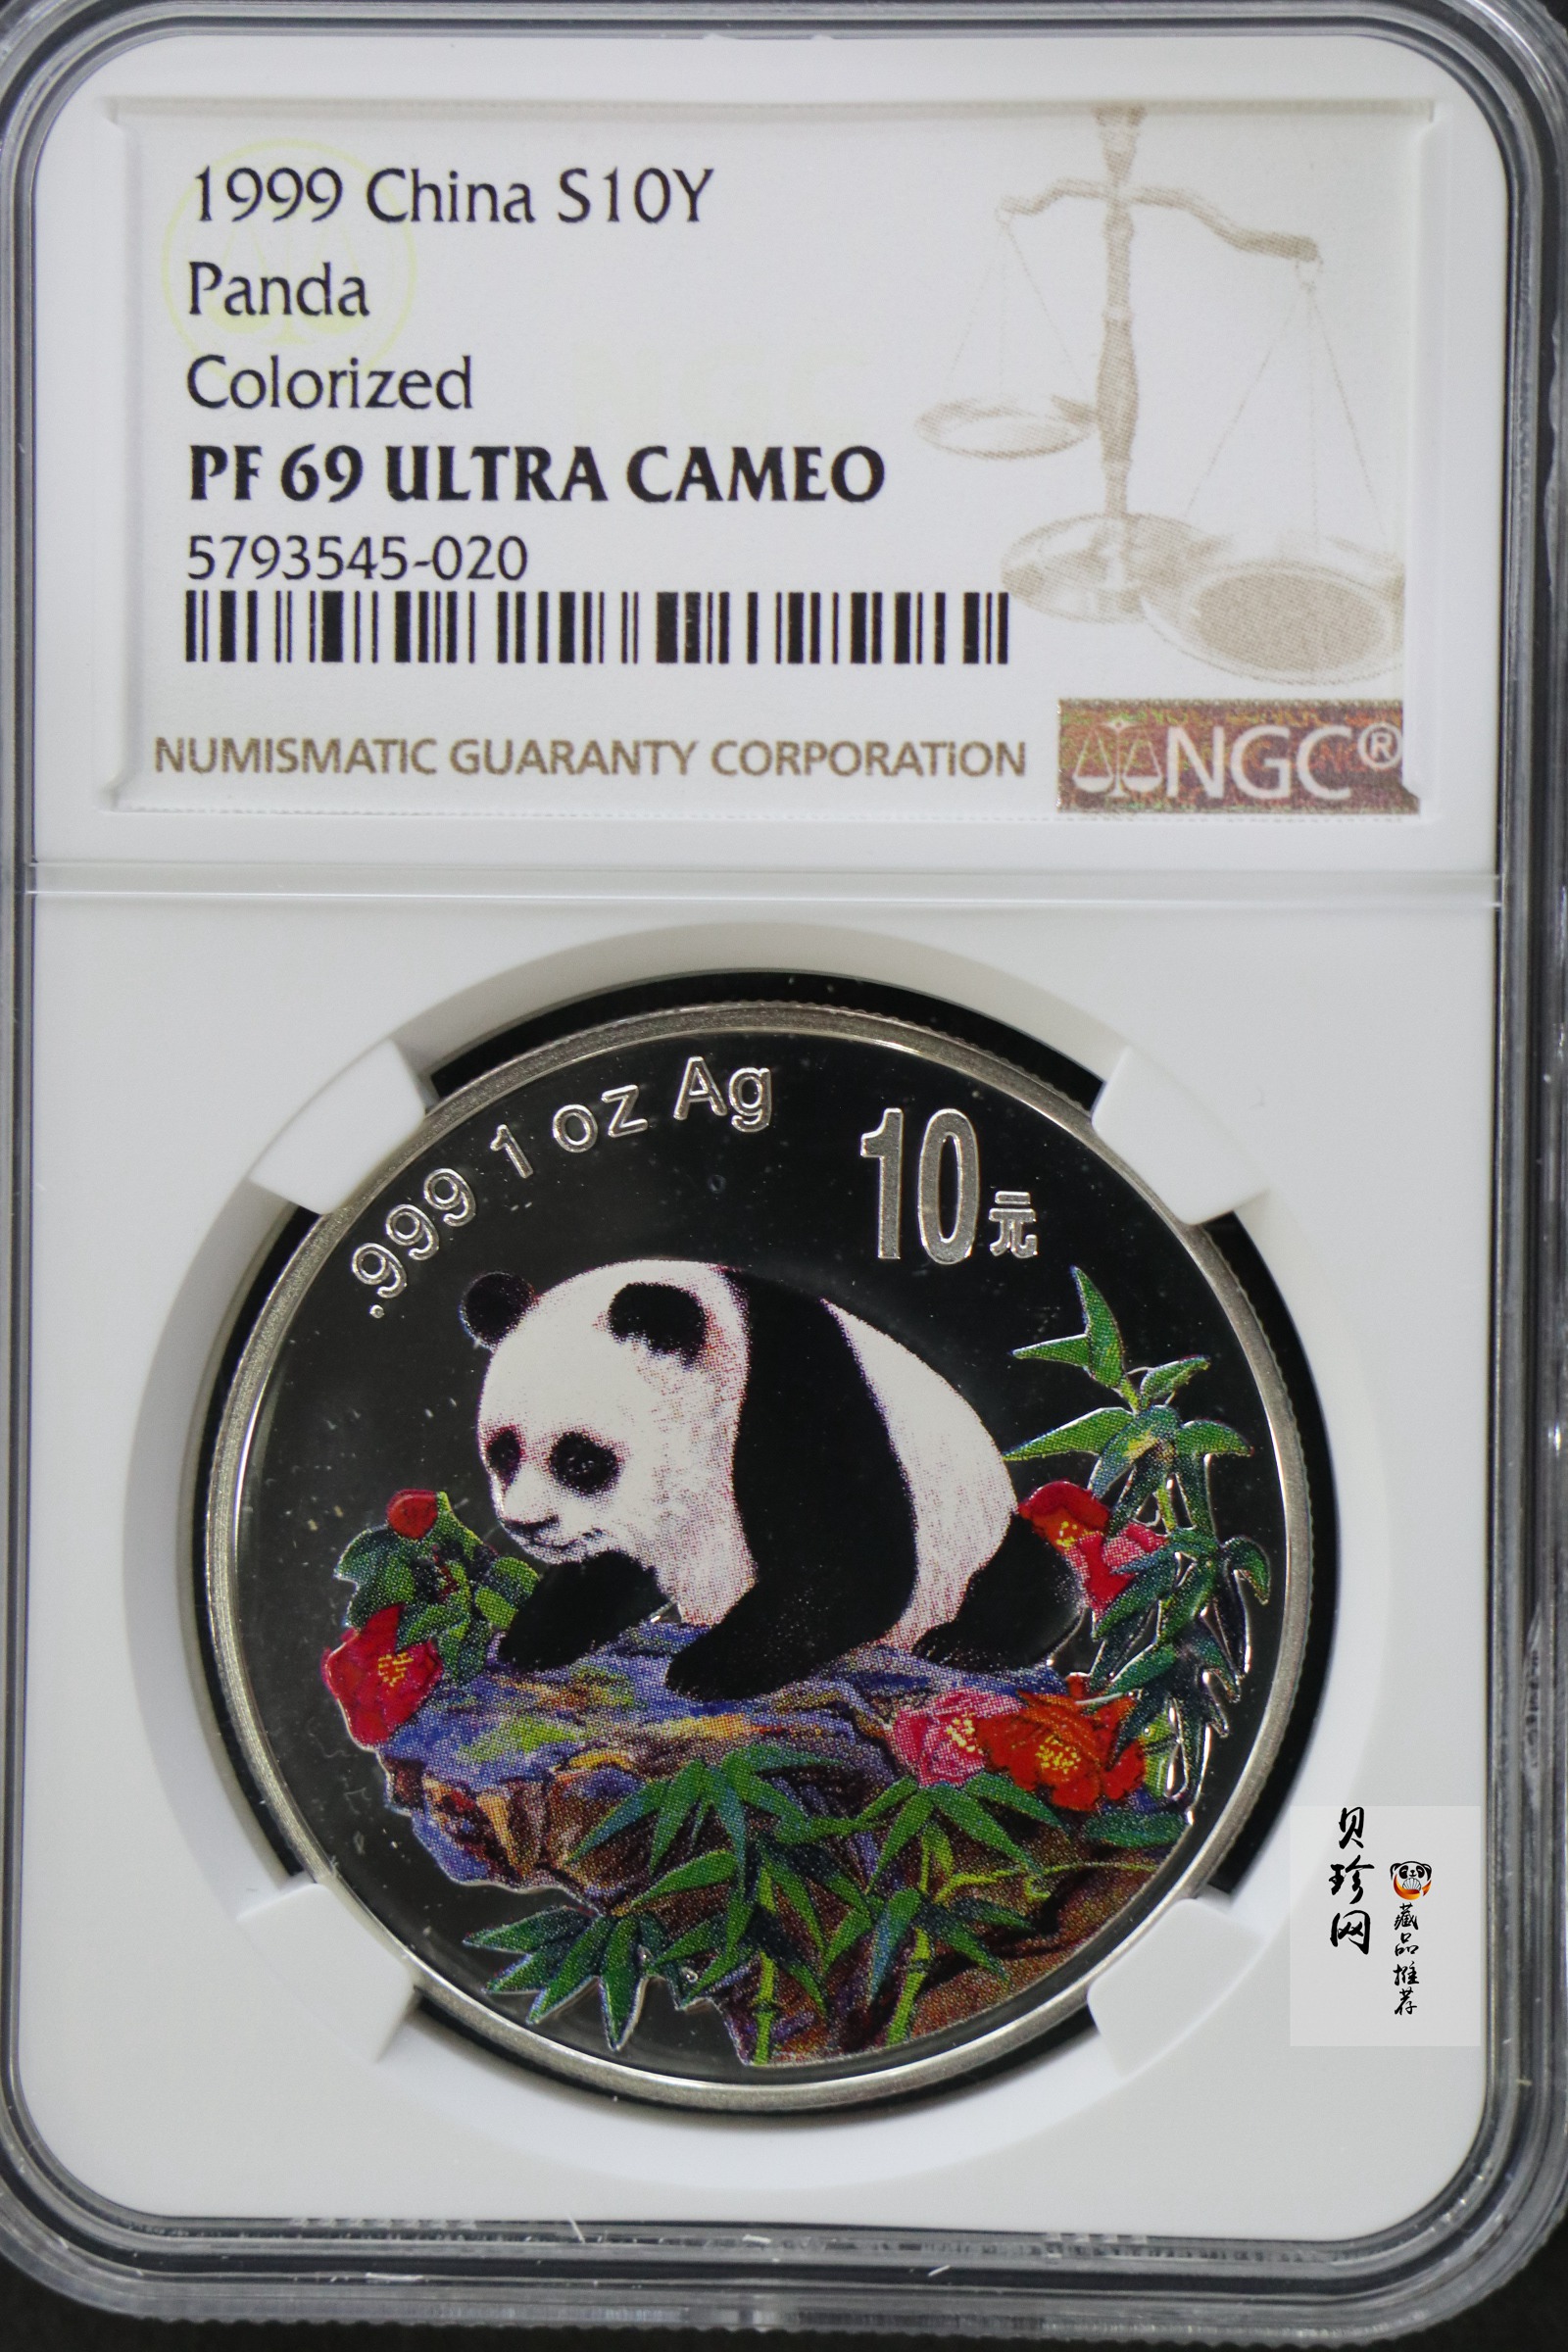 1999 China S10Y
Panda
Colorized
PF 69 ULTRA CAMEO
5793545-020
NUMISMATIC GUARANTY CORPORATION
NGC®
.999 1 oz Ag
10元
贝珍网
藏品推荐